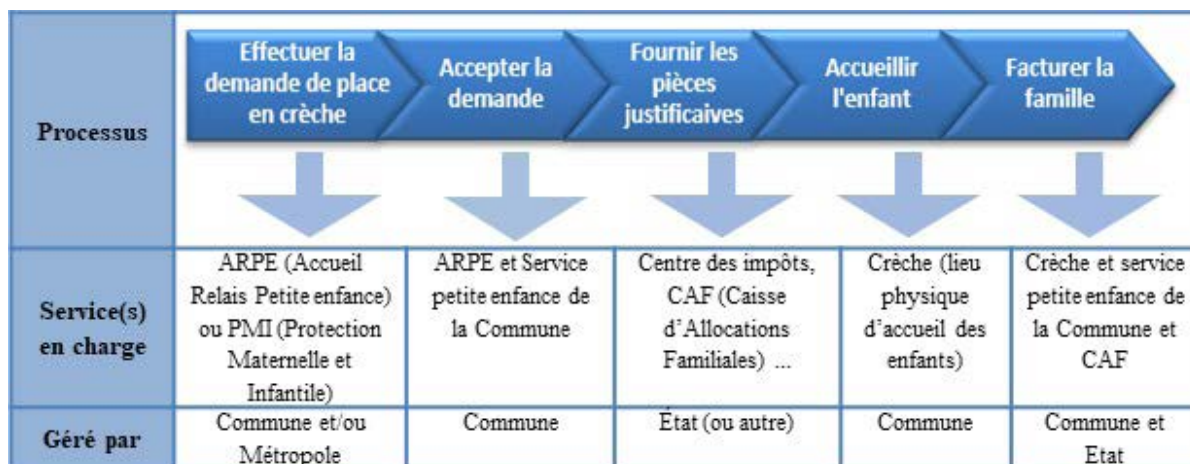 Processus
Effectuer la
demande de place
en crèche
Accepter la
demande
Fournir les
pièces
justificaives
Accueillir
l'enfant
Facturer la
famille
Service(s)
en charge
ARPE (Accueil
Relais Petite enfance)
ou PMI (Protection
Maternelle et
Infantile)
ARPE et Service
petite enfance de
la Commune
Centre des impôts,
CAF (Caisse
d’Allocations
Familiales) ...
Crèche (lieu
physique
d’accueil des
enfants)
Crèche et service
petite enfance de
la Commune et
CAF
Géré par
Commune et/ou
Métropole
Commune
État (ou autre)
Commune
Commune et
Etat